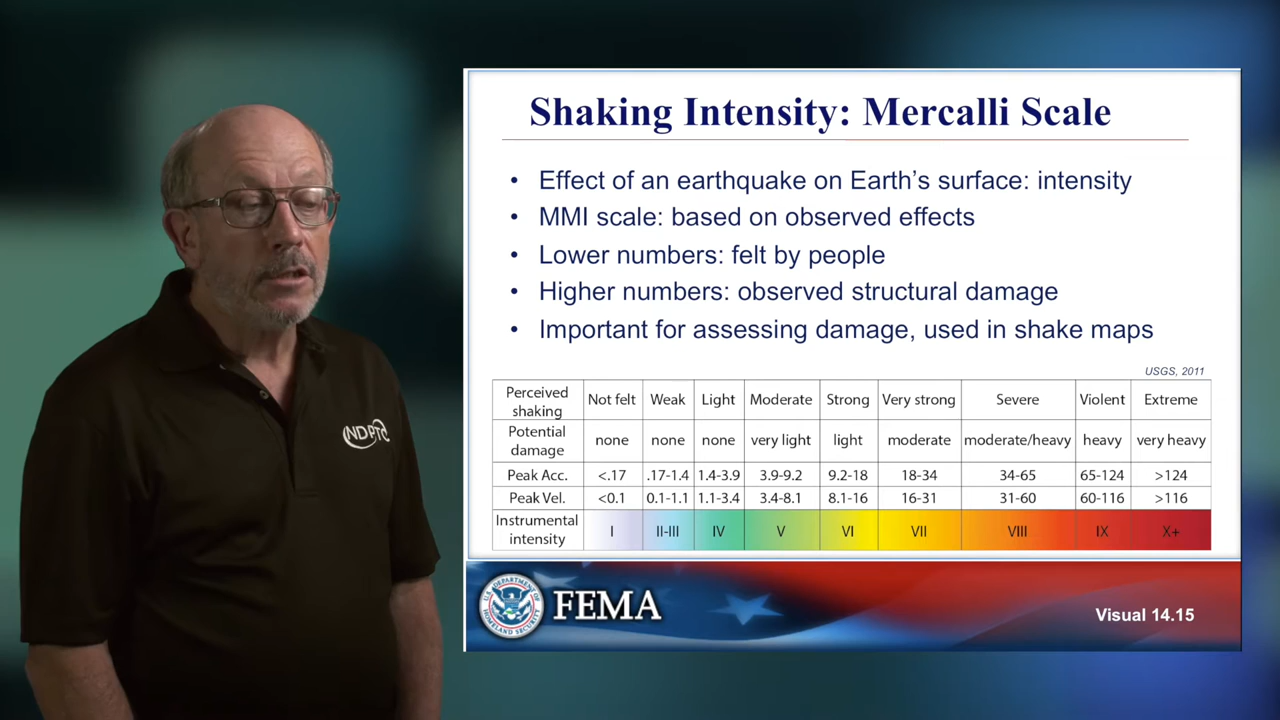 Shaking Intensity: Mercalli Scale
• Effect of an earthquake on Earth's surface: intensity
• MMI scale: based on observed effects
• Lower numbers: felt by people
• Higher numbers: observed structural damage
• Important for assessing damage, used in shake maps
USGS, 2011
Perceived shaking Not felt Weak Light Moderate Strong Very strong Severe Violent Extreme
Potential damage none none none very light light moderate moderate/heavy heavy very heavy
Peak Acc. <.17 .17-1.4 1.4-3.9 3.9-9.2 9.2-18 18-34 34-65 65-124 >124
Peak Vel. <0.1 0.1-1.1 1.1-3.4 3.4-8.1 8.1-16 16-31 31-60 60-116 >116
Instrumental intensity I II-III IV V VI VII VIII IX X+
NDPTC
U.S. DEPARTMENT OF HOMELAND SECURITY
FEMA
Visual 14.15